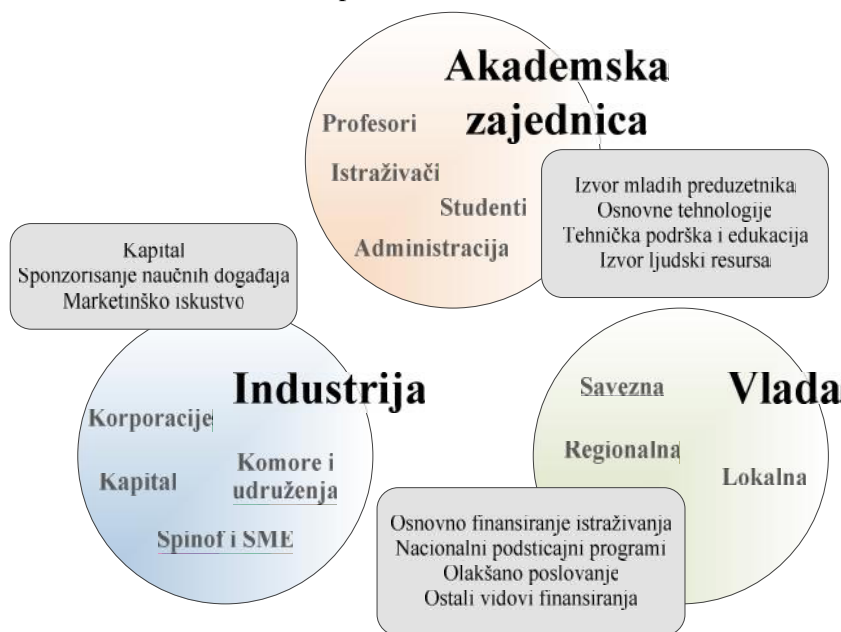 Akademska
zajednica
Profesori
Istraživači
Studenti
Administracija
Izvor mladih preduzetnika
Osnovne tehnologije
Tehnička podrška i edukacija
Izvor ljudski resursa
Kapital
Sponzorisanje naučnih događaja
Marketinško iskustvo
Industrija
Korporacije
Kapital
Komore i
udruženja
Spinof i SME
Vlada
Savezna
Regionalna
Lokalna
Osnovno finansiranje istraživanja
Nacionalni podsticajni programi
Olakšano poslovanje
Ostali vidovi finansiranja